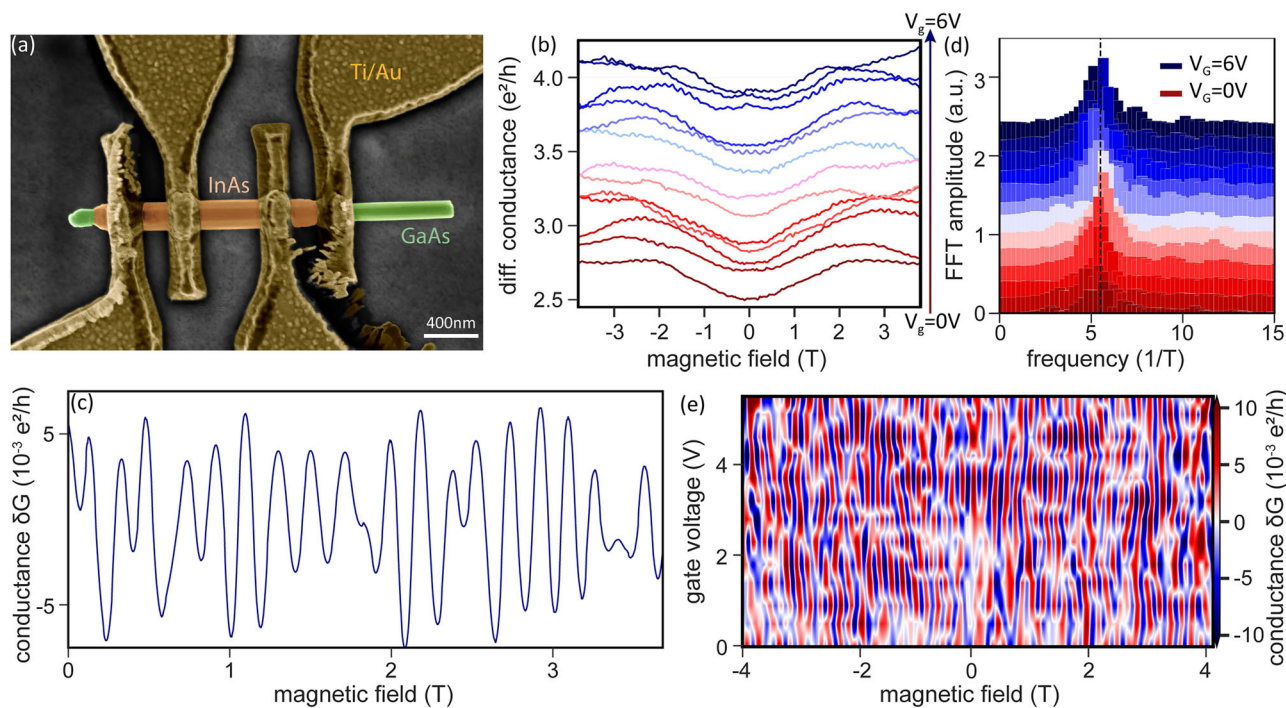 (a)
Ti/Au
InAs
GaAs
400nm
(b)
diff. conductance (e²/h)
4.0
3.5
3.0
2.5
-3 -2 -1 0 1 2 3
magnetic field (T)
Vg=6V
Vg=0V
(d)
VG=6V
VG=0V
FFT amplitude (a.u.)
3
2
1
0
0 5 10 15
frequency (1/T)
(c)
conductance δG (10⁻³ e²/h)
5
-5
0 1 2 3
magnetic field (T)
(e)
gate voltage (V)
4
2
0
-4 -2 0 2 4
magnetic field (T)
10
5
0
-5
-10
conductance δG (10⁻³ e²/h)